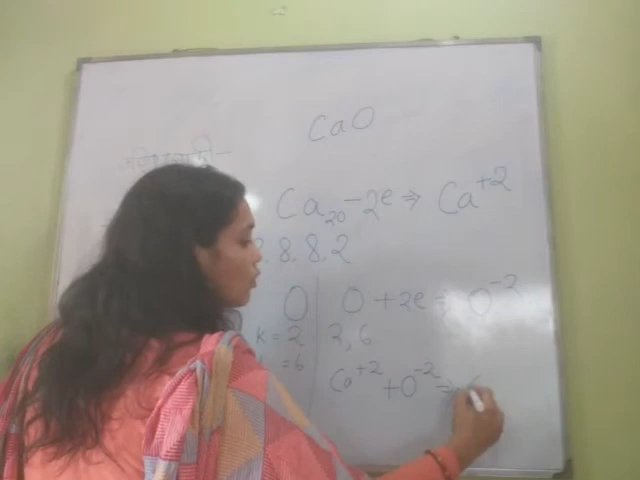 CaO
Ca₂₀ - 2e ⇒ Ca⁺²
2, 8, 8, 2
O | O + 2e ⇒ O⁻²
K = 2 | 2, 6
= 6
Ca⁺² + O⁻² ⇒